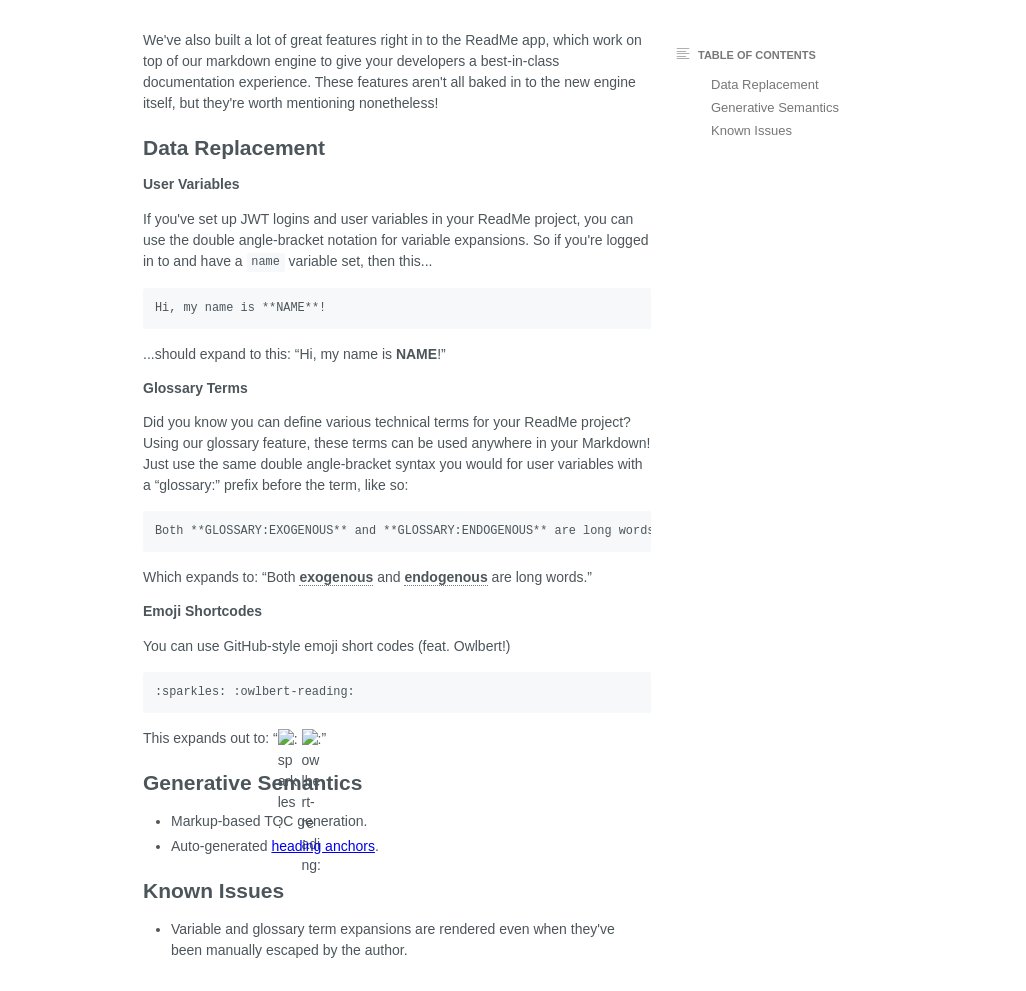 We've also built a lot of great features right in to the ReadMe app, which work on
top of our markdown engine to give your developers a best-in-class
documentation experience. These features aren't all baked in to the new engine
itself, but they're worth mentioning nonetheless!
TABLE OF CONTENTS
Data Replacement
Generative Semantics
Known Issues
Data Replacement
User Variables
If you've set up JWT logins and user variables in your ReadMe project, you can
use the double angle-bracket notation for variable expansions. So if you're logged
in to and have a name variable set, then this...
Hi, my name is **NAME**!
...should expand to this: “Hi, my name is NAME!”
Glossary Terms
Did you know you can define various technical terms for your ReadMe project?
Using our glossary feature, these terms can be used anywhere in your Markdown!
Just use the same double angle-bracket syntax you would for user variables with
a “glossary:” prefix before the term, like so:
Both **GLOSSARY:EXOGENOUS** and **GLOSSARY:ENDOGENOUS** are long words
Which expands to: “Both exogenous and endogenous are long words.”
Emoji Shortcodes
You can use GitHub-style emoji short codes (feat. Owlbert!)
:sparkles: :owlbert-reading:
This expands out to: “: :”
sp ow
ark lbe
les rt-
: re
adi
ng:
Generative Semantics
Markup-based TOC generation.
Auto-generated heading anchors.
Known Issues
Variable and glossary term expansions are rendered even when they've
been manually escaped by the author.